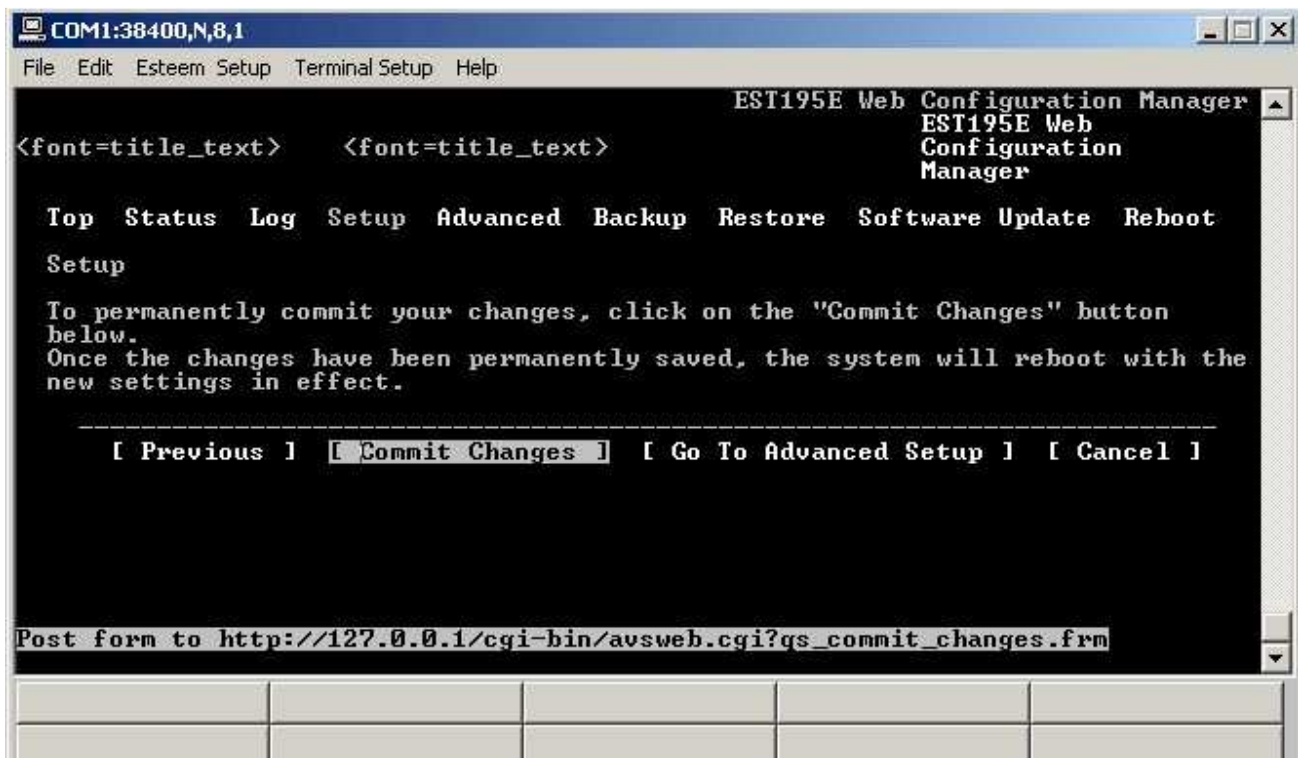 COM1:38400,N,8,1
File Edit Esteem Setup Terminal Setup Help
EST195E Web Configuration Manager
EST195E Web
<font=title_text> <font=title_text> Configuration
Manager
Top Status Log Setup Advanced Backup Restore Software Update Reboot
Setup
To permanently commit your changes, click on the "Commit Changes" button
below.
Once the changes have been permanently saved, the system will reboot with the
new settings in effect.
[ Previous ] [ Commit Changes ] [ Go To Advanced Setup ] [ Cancel ]
Post form to http://127.0.0.1/cgi-bin/avsweb.cgi?qs_commit_changes.frm